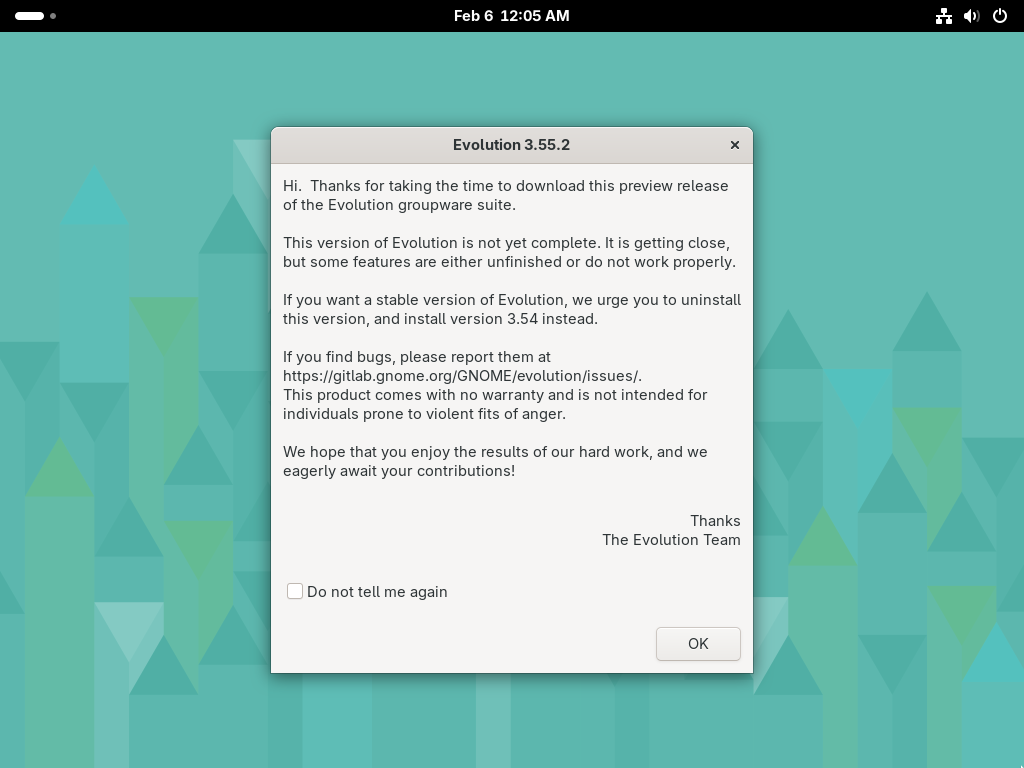 Feb 6  12:05 AM
Evolution 3.55.2
Hi.  Thanks for taking the time to download this preview release
of the Evolution groupware suite.
This version of Evolution is not yet complete. It is getting close,
but some features are either unfinished or do not work properly.
If you want a stable version of Evolution, we urge you to uninstall
this version, and install version 3.54 instead.
If you find bugs, please report them at
https://gitlab.gnome.org/GNOME/evolution/issues/.
This product comes with no warranty and is not intended for
individuals prone to violent fits of anger.
We hope that you enjoy the results of our hard work, and we
eagerly await your contributions!
Thanks
The Evolution Team
Do not tell me again
OK